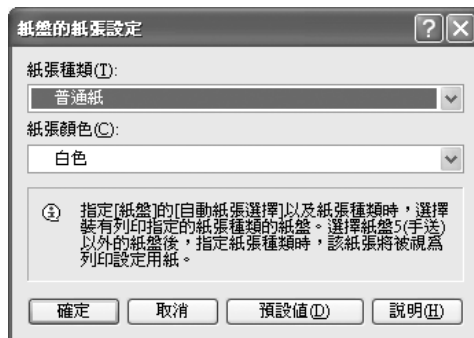 紙盤的紙張設定
紙張種類(T):
普通紙
紙張顏色(C):
白色
指定[紙盤]的[自動紙張選擇]以及紙張種類時，選擇
裝有列印指定的紙張種類的紙盤。選擇紙盤5(手送)
以外的紙盤後，指定紙張種類時，該紙張將被視為
列印設定用紙。
確定 取消 預設值(D) 說明(H)